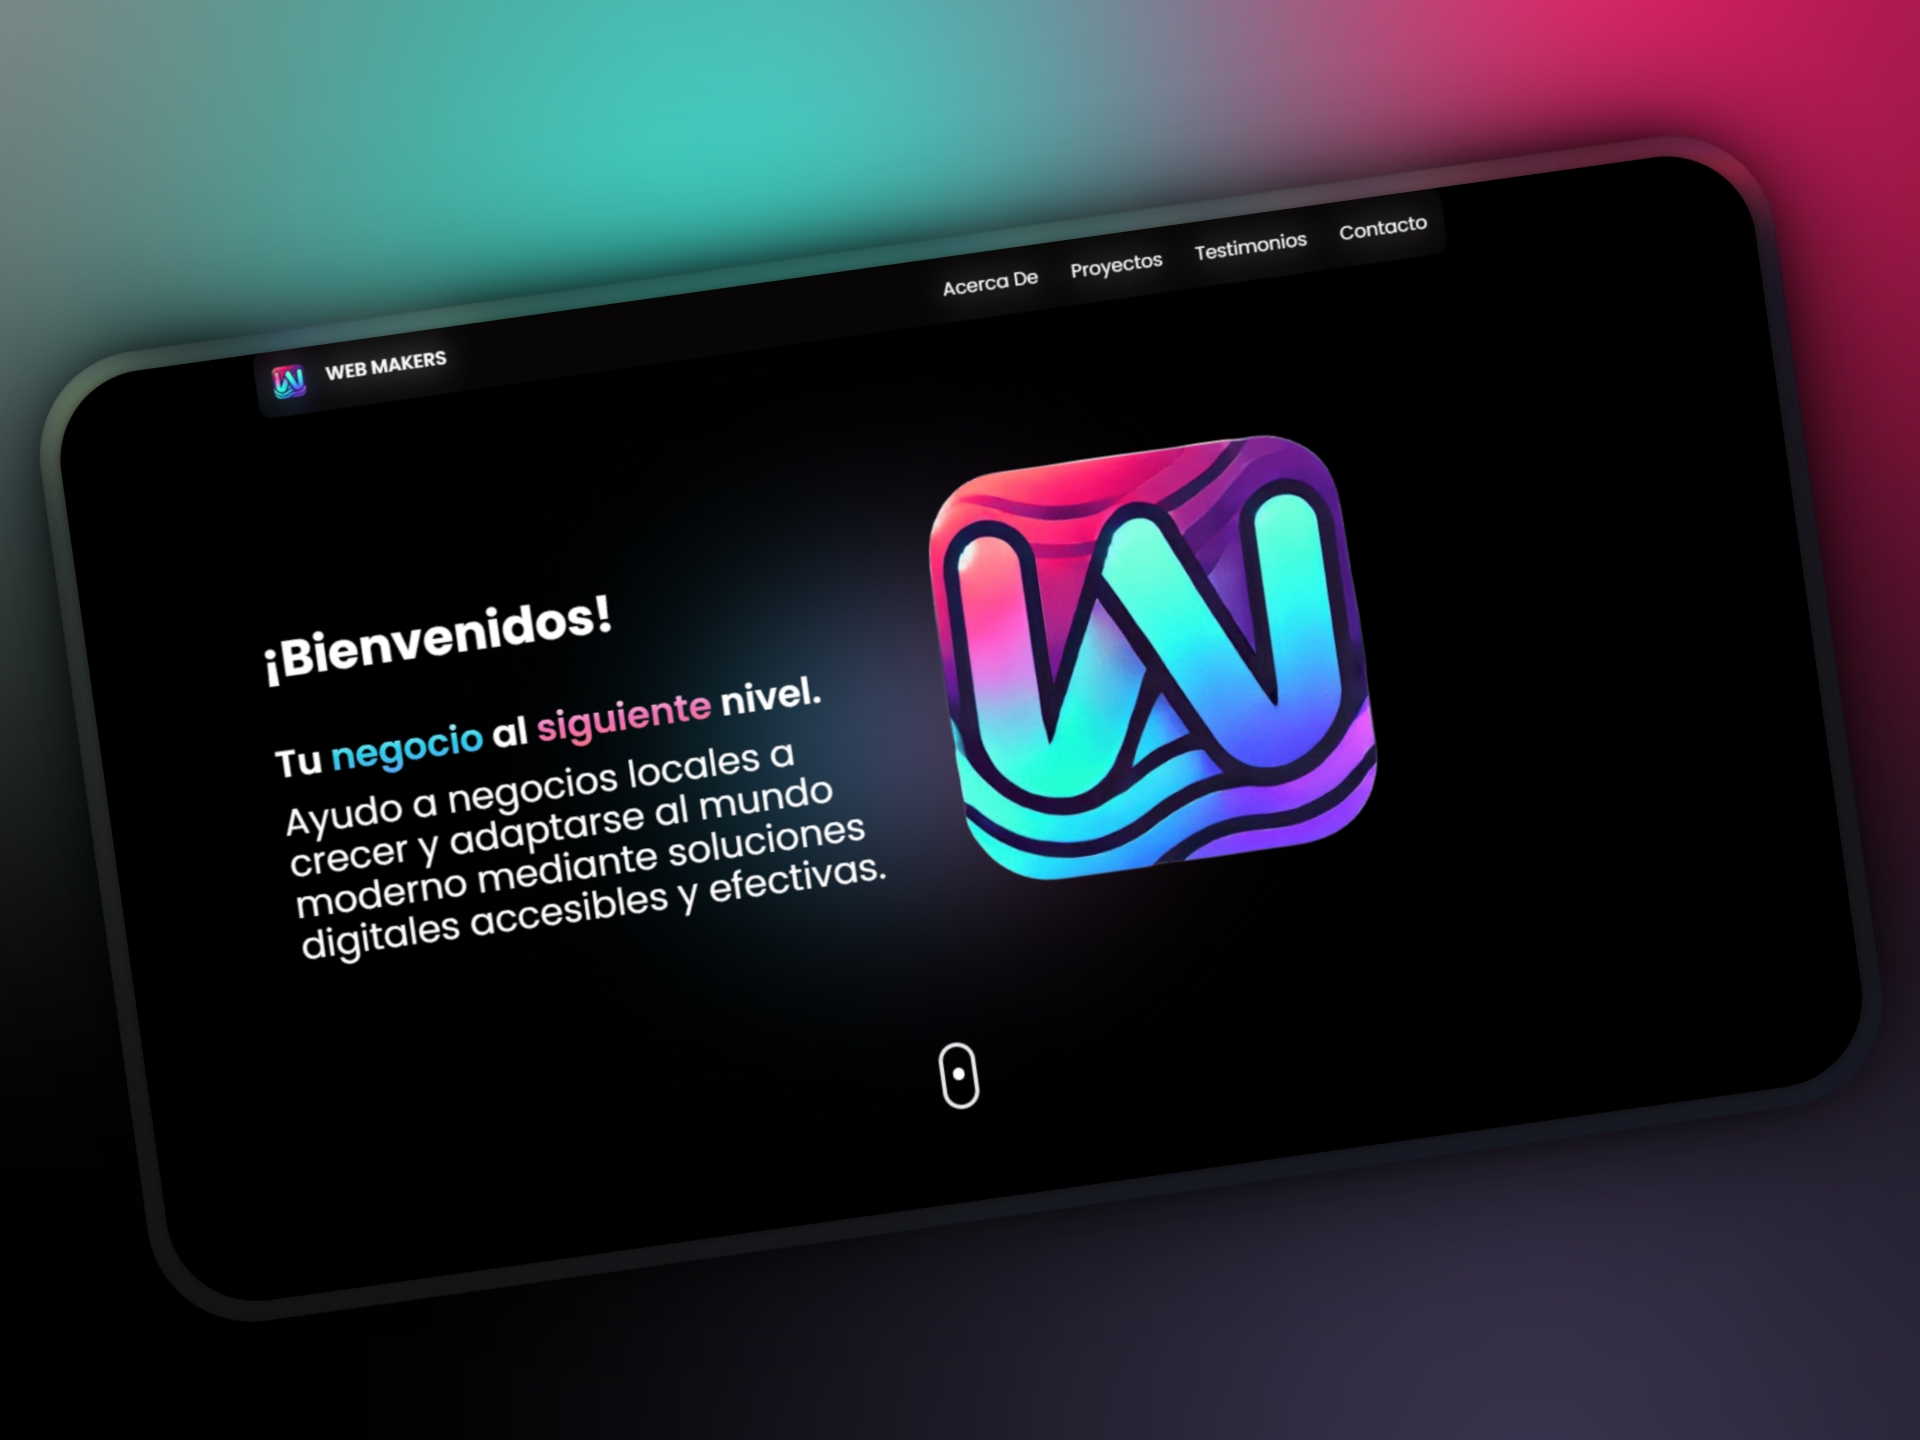 WEB MAKERS
Acerca De
Proyectos
Testimonios
Contacto
¡Bienvenidos!
Tu negocio al siguiente nivel.
Ayudo a negocios locales a
crecer y adaptarse al mundo
moderno mediante soluciones
digitales accesibles y efectivas.